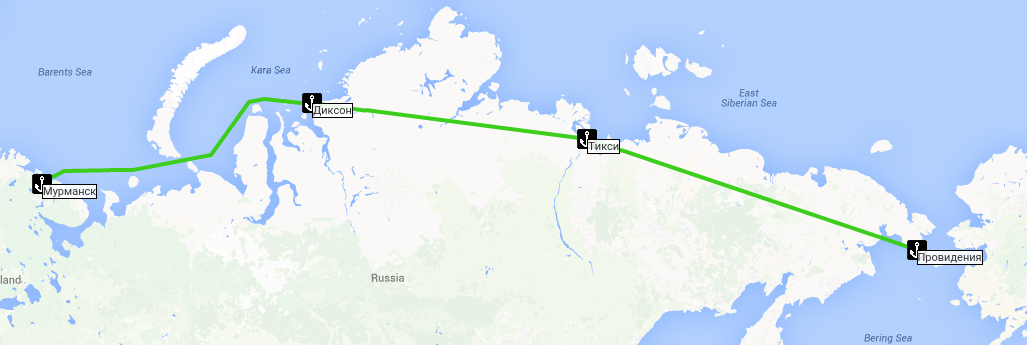 Barents Sea
Kara Sea
East
Siberian Sea
Диксон
Тикси
Мурманск
Провидения
land
Russia
Bering Sea